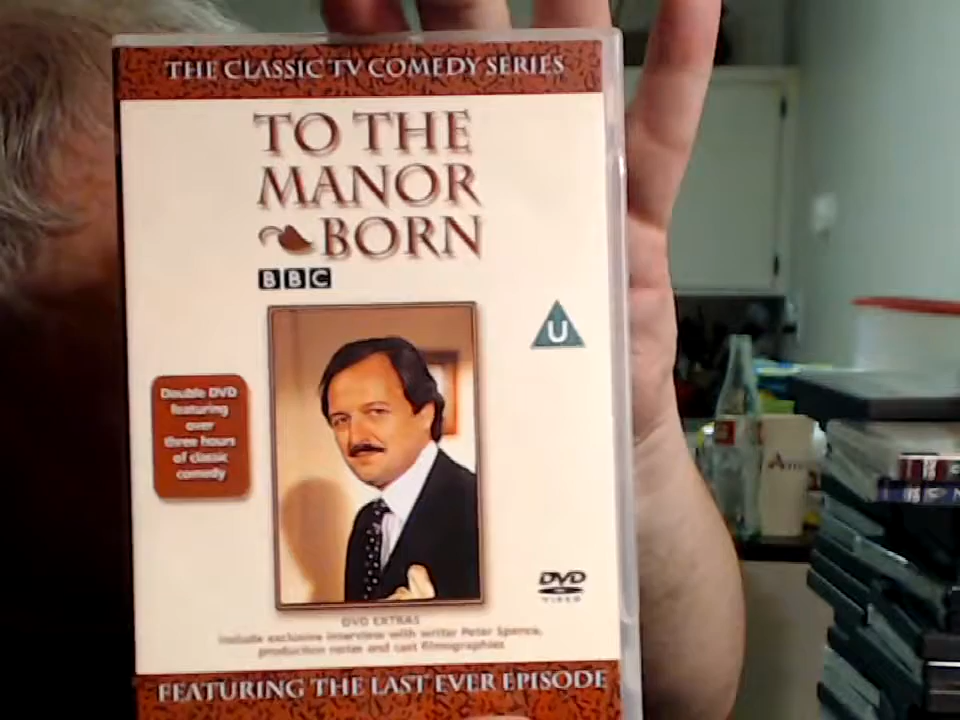 THE CLASSIC TV COMEDY SERIES
TO THE
MANOR
BORN
BBC
U
Double DVD
featuring
over
three hours
of classic
comedy
DVD
VIDEO
DVD EXTRAS
include exclusive interview with writer Peter Spence,
production notes and cast filmographies
FEATURING THE LAST EVER EPISODE